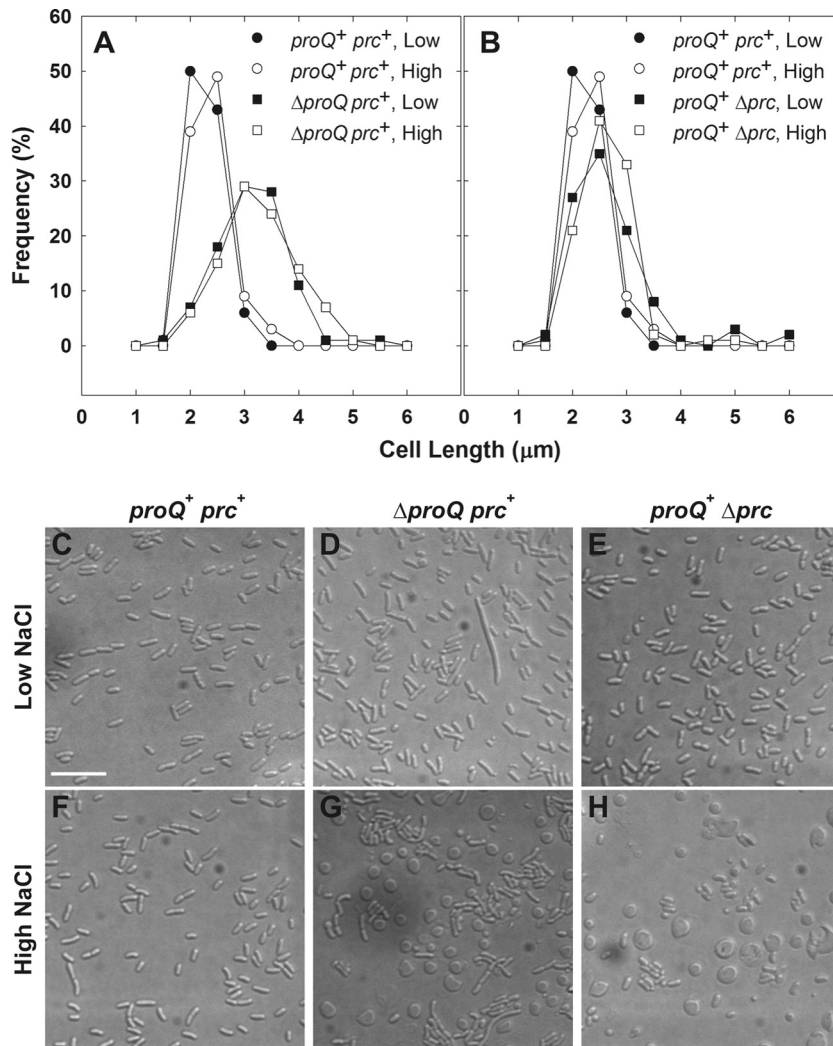 60
50
40
30
20
10
0
Frequency (%)
A
proQ⁺ prc⁺, Low
proQ⁺ prc⁺, High
ΔproQ prc⁺, Low
ΔproQ prc⁺, High
B
proQ⁺ prc⁺, Low
proQ⁺ prc⁺, High
proQ⁺ Δprc, Low
proQ⁺ Δprc, High
0 1 2 3 4 5 6 0 1 2 3 4 5 6
Cell Length (μm)
proQ⁺ prc⁺
ΔproQ prc⁺
proQ⁺ Δprc
Low NaCl
C
D
E
High NaCl
F
G
H